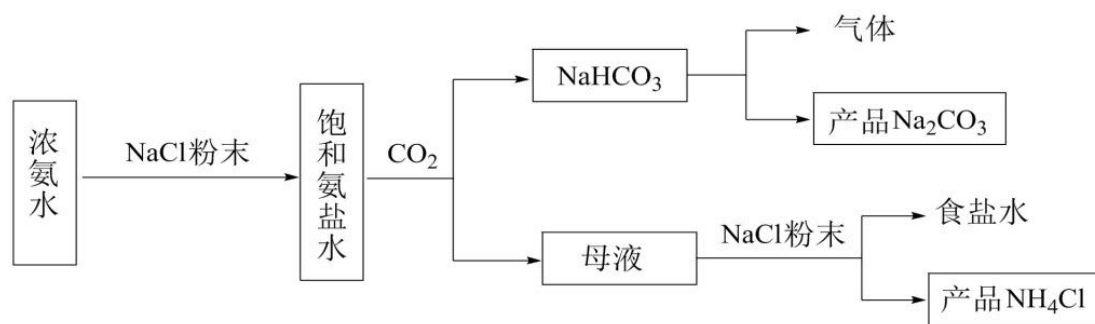 浓氨水
NaCl粉末
饱和氨盐水
CO₂
NaHCO₃
气体
产品Na₂CO₃
母液
NaCl粉末
食盐水
产品NH₄Cl